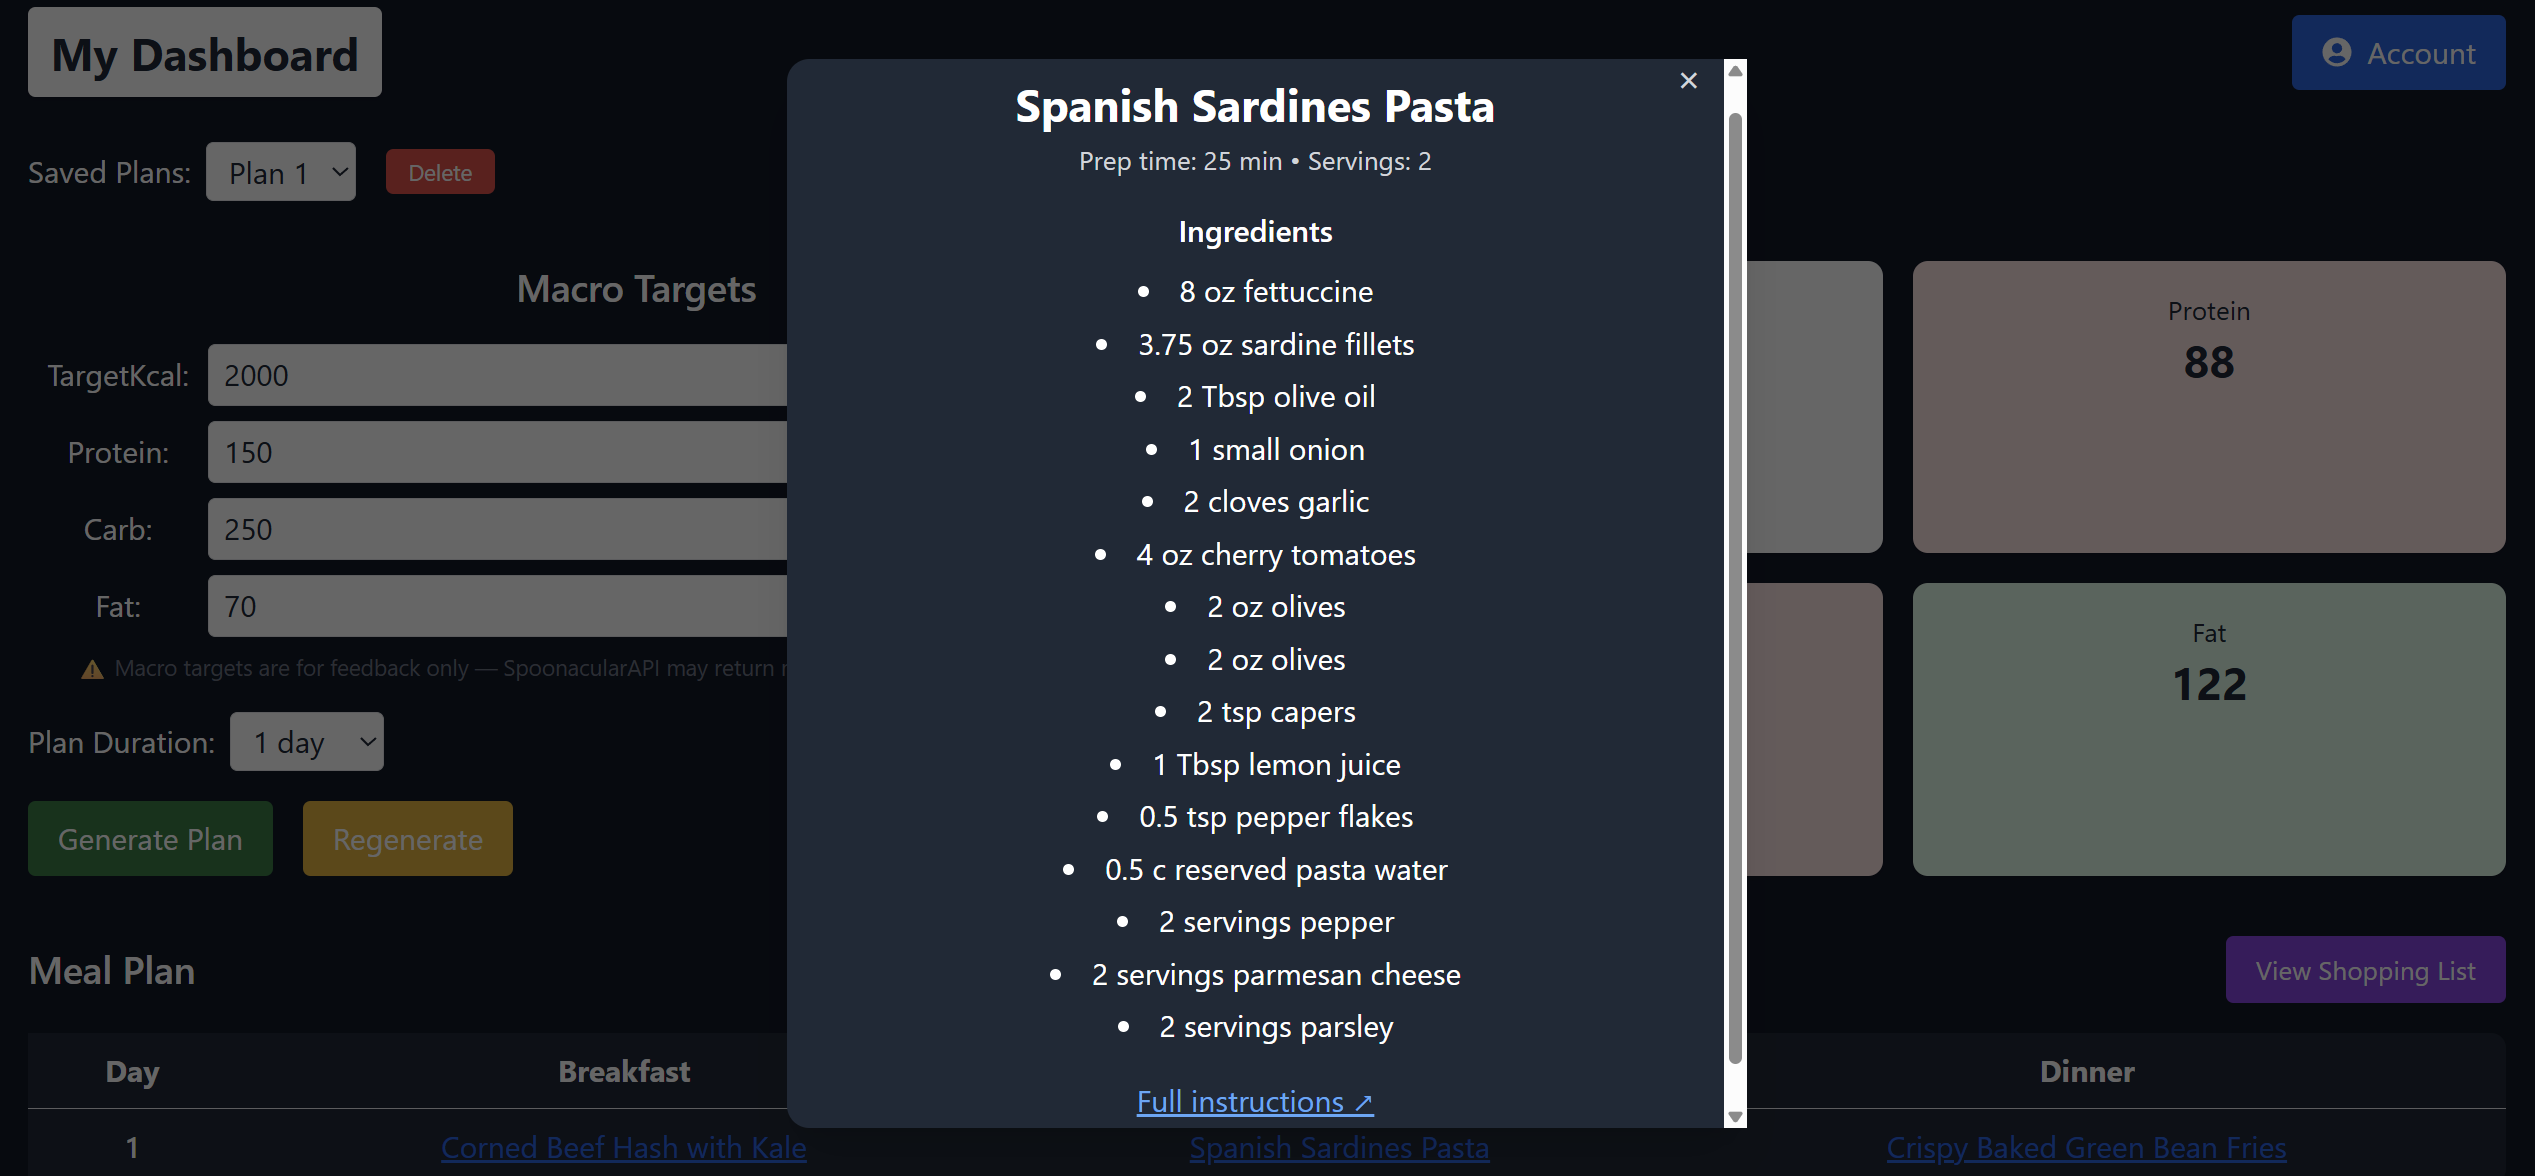 My Dashboard
Account
Saved Plans: Plan 1 Delete
Macro Targets
TargetKcal: 2000
Protein: 150
Carb: 250
Fat: 70
Macro targets are for feedback only — SpoonacularAPI may return
Plan Duration: 1 day
Generate Plan Regenerate
Spanish Sardines Pasta
Prep time: 25 min • Servings: 2
Ingredients
• 8 oz fettuccine
• 3.75 oz sardine fillets
• 2 Tbsp olive oil
• 1 small onion
• 2 cloves garlic
• 4 oz cherry tomatoes
• 2 oz olives
• 2 oz olives
• 2 tsp capers
• 1 Tbsp lemon juice
• 0.5 tsp pepper flakes
• 0.5 c reserved pasta water
• 2 servings pepper
• 2 servings parmesan cheese
• 2 servings parsley
Full instructions ↗
Protein
88
Fat
122
Meal Plan
View Shopping List
Day Breakfast Dinner
1 Corned Beef Hash with Kale Spanish Sardines Pasta Crispy Baked Green Bean Fries